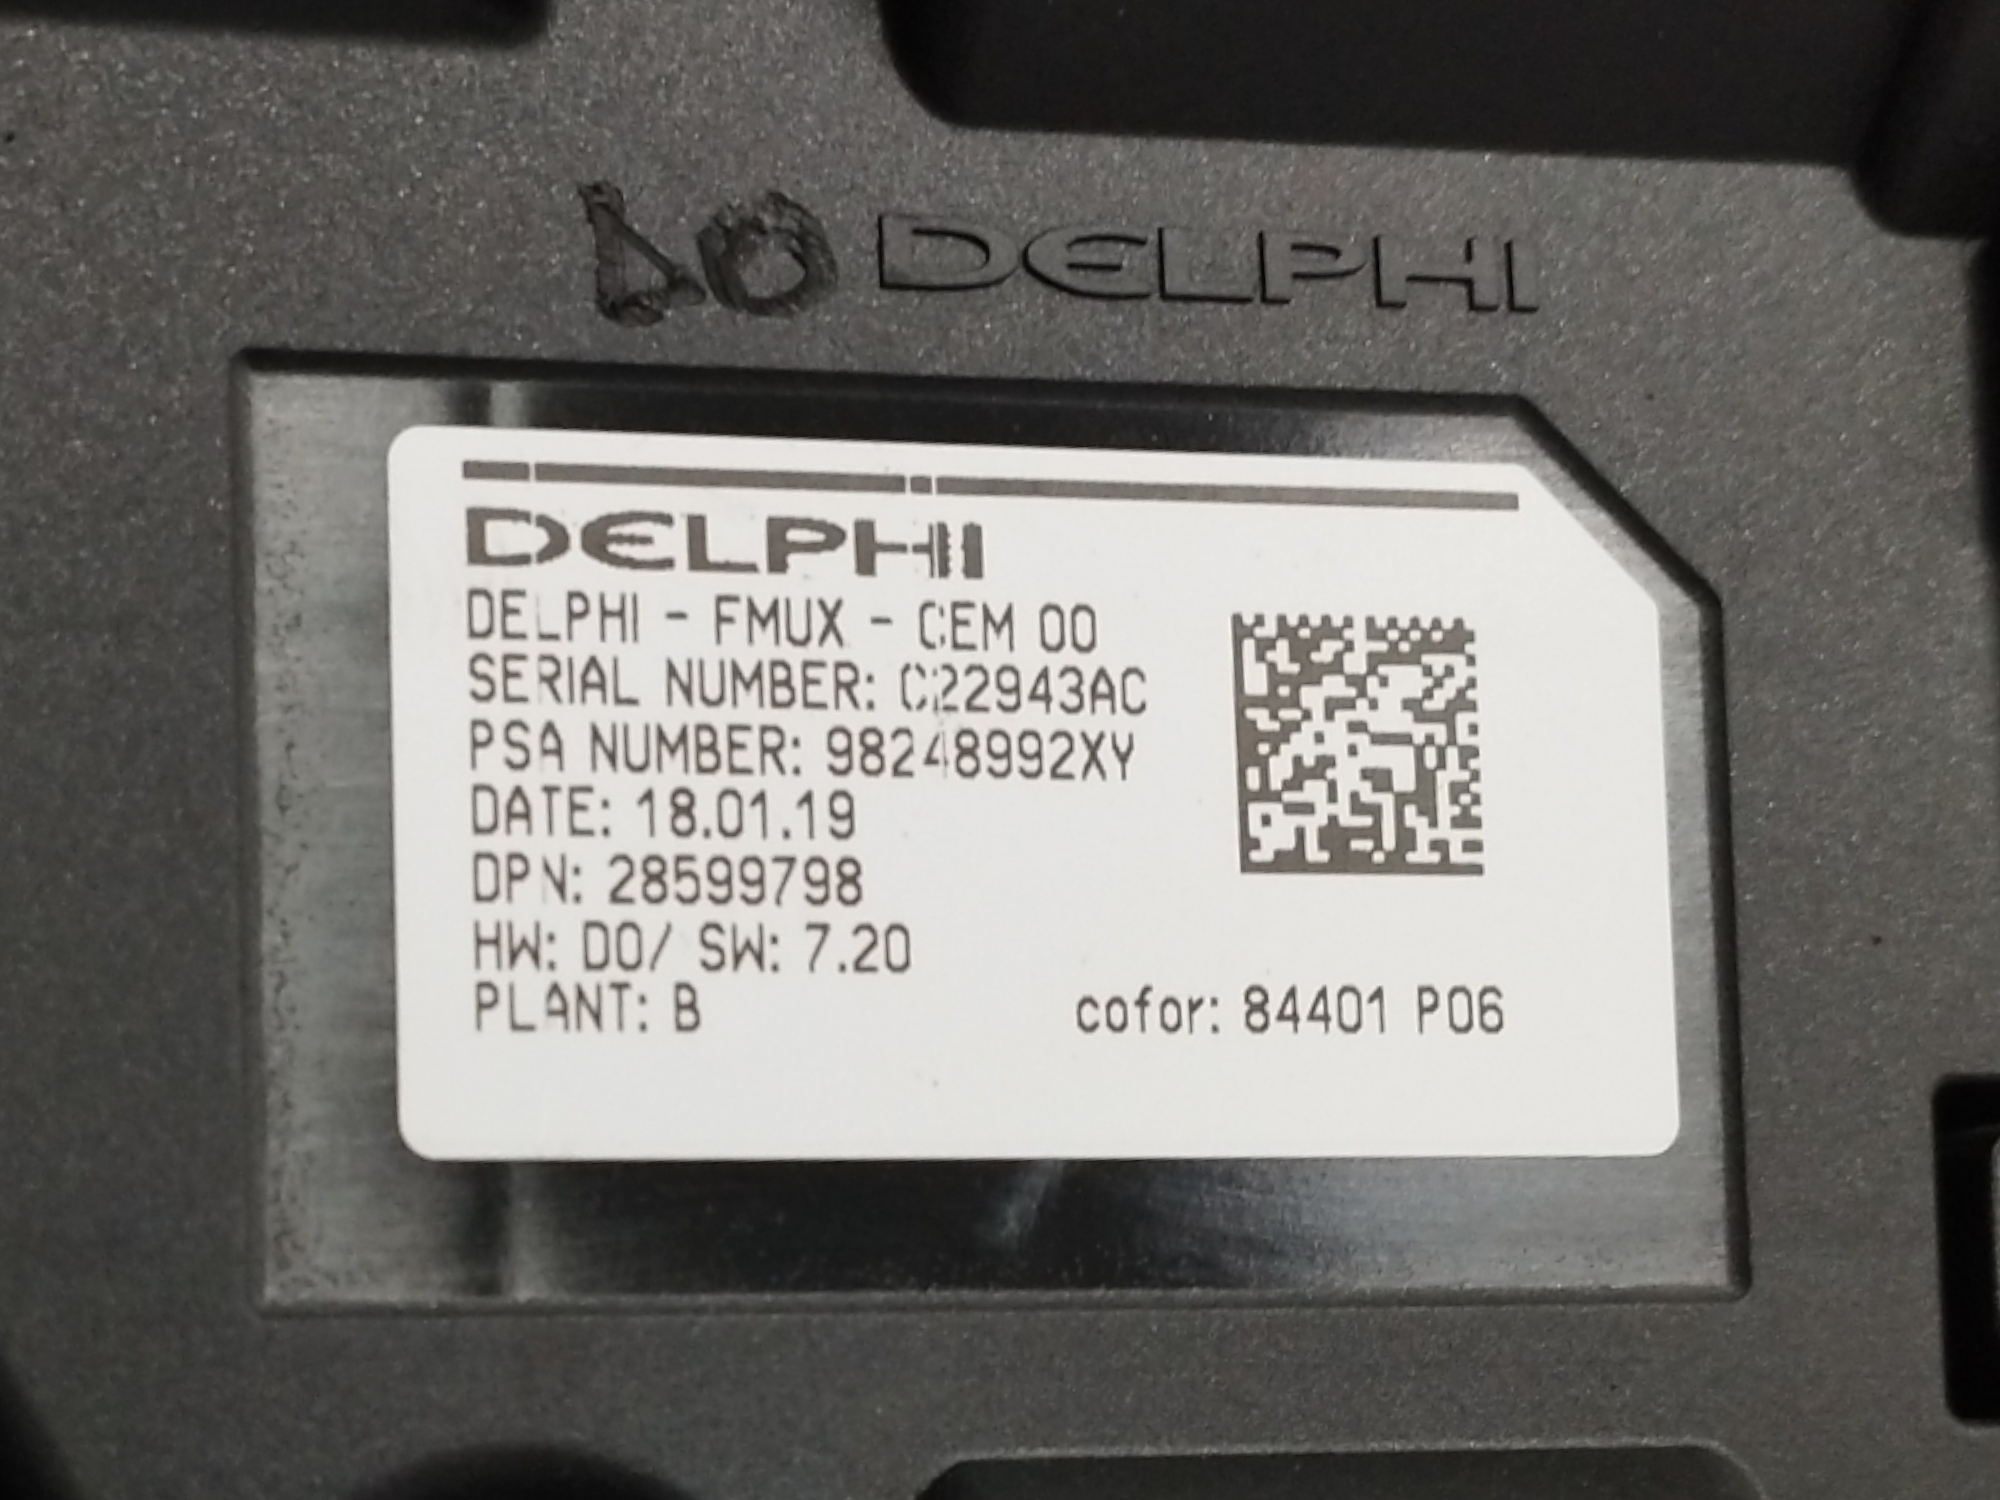 DO DELPHI
DELPHI
DELPHI - FMUX - CEM 00
SERIAL NUMBER: C22943AC
PSA NUMBER: 98248992XY
DATE: 18.01.19
DPN: 28599798
HW: D0/ SW: 7.20
PLANT: B
cofor: 84401 P06